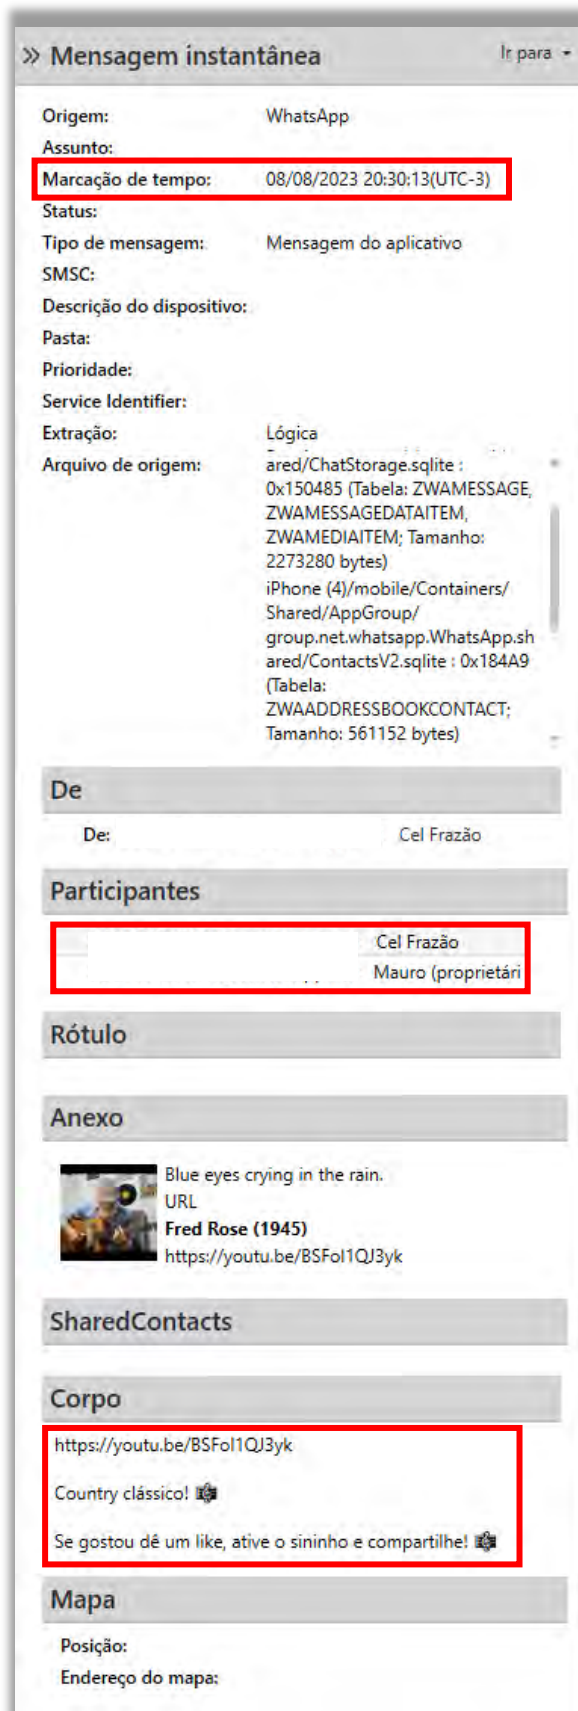 » Mensagem instantânea
Ir para
Origem: WhatsApp
Assunto:
Marcação de tempo: 08/08/2023 20:30:13(UTC-3)
Status:
Tipo de mensagem: Mensagem do aplicativo
SMSC:
Descrição do dispositivo:
Pasta:
Prioridade:
Service Identifier:
Extração: Lógica
Arquivo de origem: ared/ChatStorage.sqlite :
0x150485 (Tabela: ZWAMESSAGE,
ZWAMESSAGEDATAITEM,
ZWAMEDIAITEM; Tamanho:
2273280 bytes)
iPhone (4)/mobile/Containers/
Shared/AppGroup/
group.net.whatsapp.WhatsApp.sh
ared/ContactsV2.sqlite : 0x184A9
(Tabela:
ZWAADDRESSBOOKCONTACT;
Tamanho: 561152 bytes)
De
De: Cel Frazão
Participantes
Cel Frazão
Mauro (proprietári
Rótulo
Anexo
Blue eyes crying in the rain.
URL
Fred Rose (1945)
https://youtu.be/BSFoI1QJ3yk
SharedContacts
Corpo
https://youtu.be/BSFoI1QJ3yk
Country clássico!
Se gostou dê um like, ative o sininho e compartilhe!
Mapa
Posição:
Endereço do mapa: